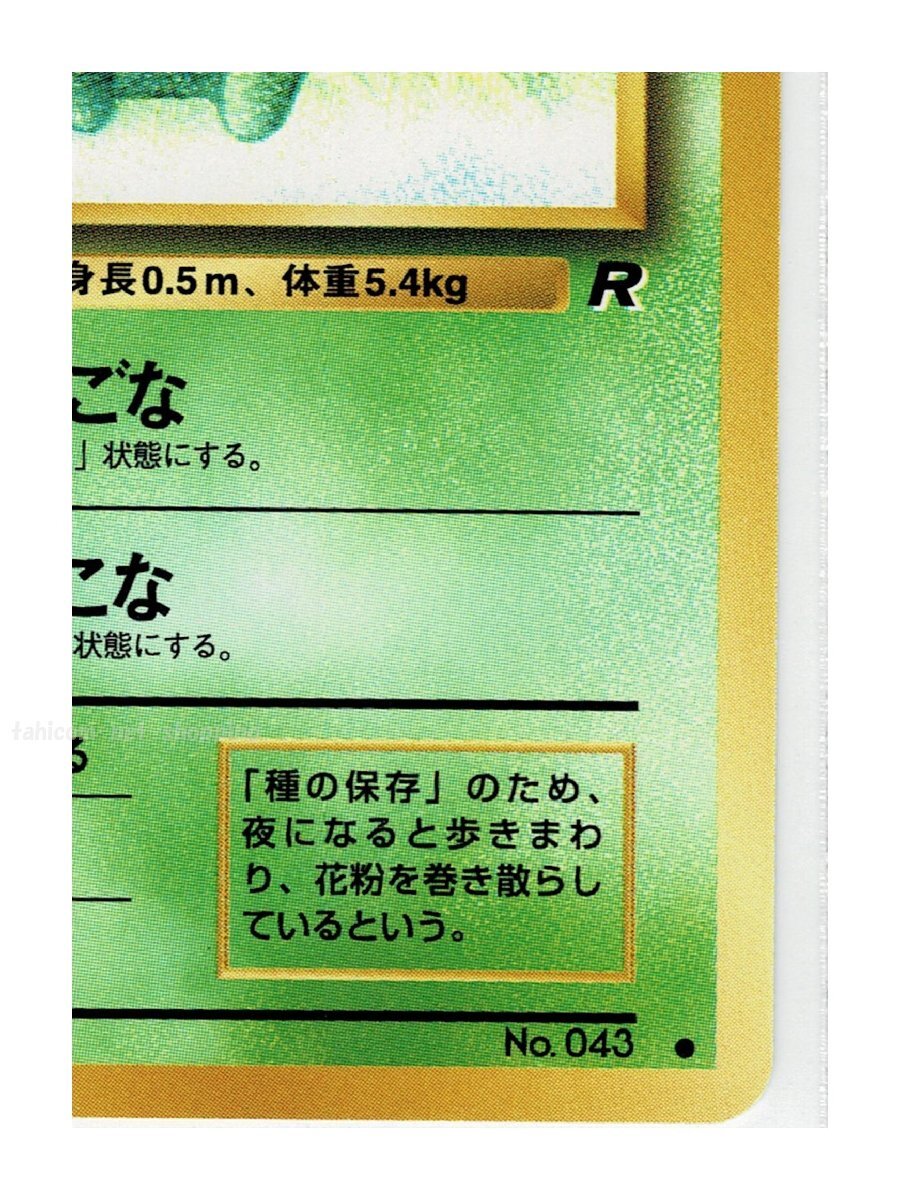 身長0.5m、体重5.4kg
R
ごな
」状態にする。
こな
状態にする。
る
「種の保存」のため、
夜になると歩きまわ
り、花粉を巻き散らし
ているという。
No. 043